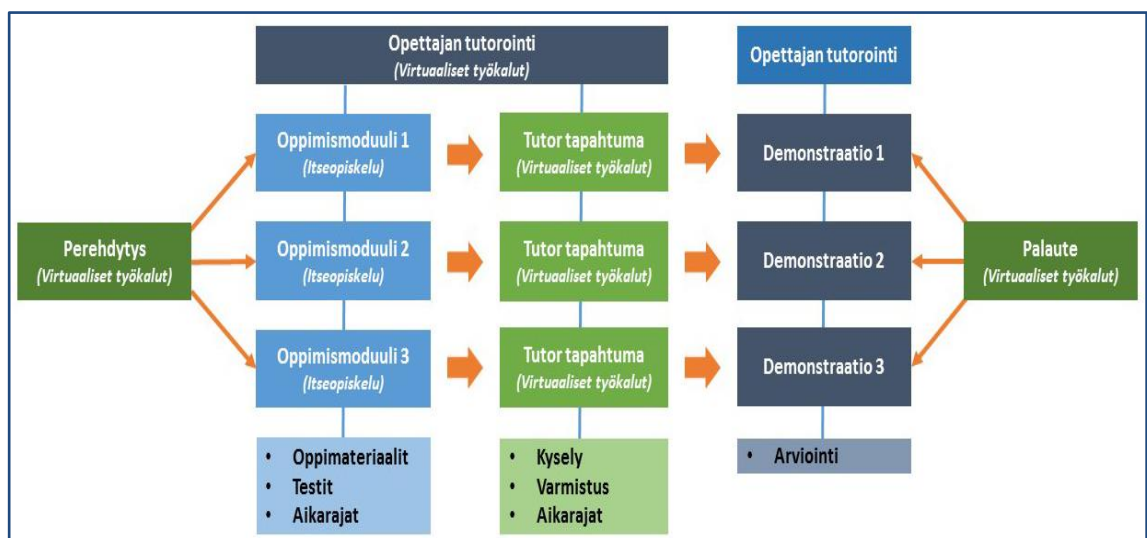 Opettajan tutorointi
(Virtuaaliset työkalut)
Opettajan tutorointi
Oppimismoduuli 1
(Itseopiskelu)
Tutor tapahtuma
(Virtuaaliset työkalut)
Demonstraatio 1
Perehdytys
(Virtuaaliset työkalut)
Oppimismoduuli 2
(Itseopiskelu)
Tutor tapahtuma
(Virtuaaliset työkalut)
Demonstraatio 2
Palaute
(Virtuaaliset työkalut)
Oppimismoduuli 3
(Itseopiskelu)
Tutor tapahtuma
(Virtuaaliset työkalut)
Demonstraatio 3
• Oppimateriaalit
• Testit
• Aikarajat
• Kysely
• Varmistus
• Aikarajat
• Arviointi